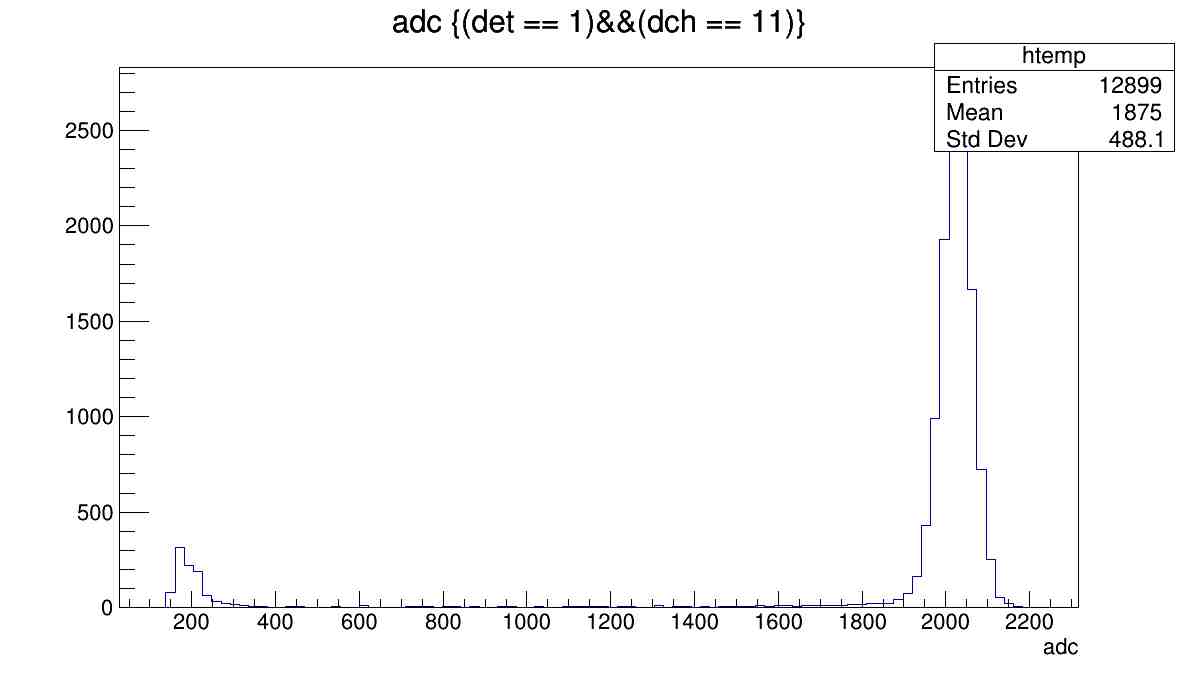 adc {(det == 1)&&(dch == 11)}
htemp
Entries 12899
Mean 1875
Std Dev 488.1
2500
2000
1500
1000
500
0
200 400 600 800 1000 1200 1400 1600 1800 2000 2200
adc